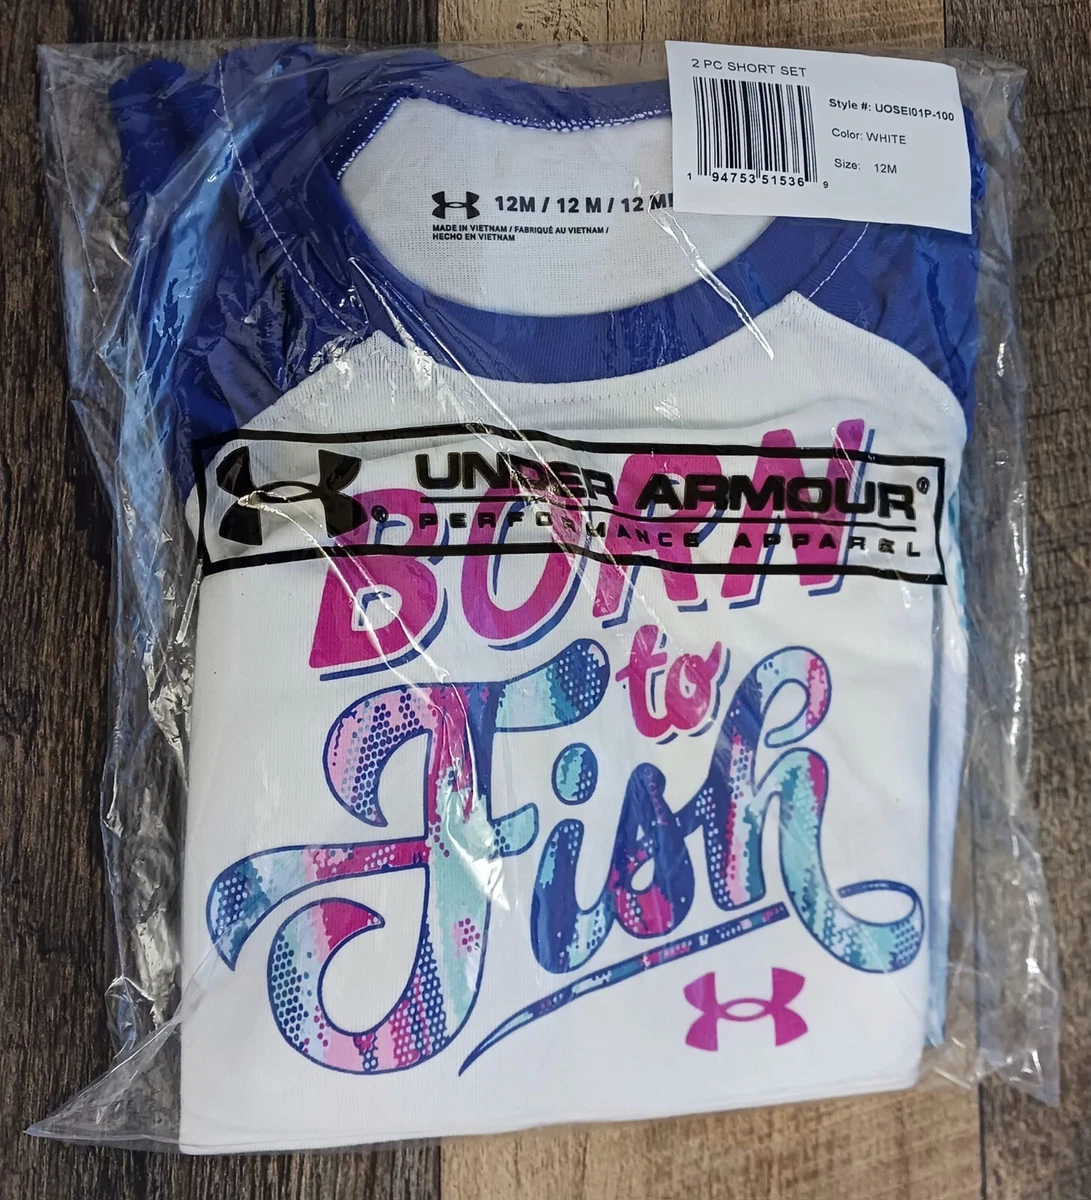 2 PC SHORT SET
Style #: UOSEI01P-100
Color: WHITE
Size: 12M
1 94753 51536 9
12M / 12 M / 12
MADE IN VIETNAM / FABRIQUÉ AU VIETNAM /
HECHO EN VIETNAM
UNDER ARMOUR®
®
PERFORMANCE APPAREL
BORN
to
Fish